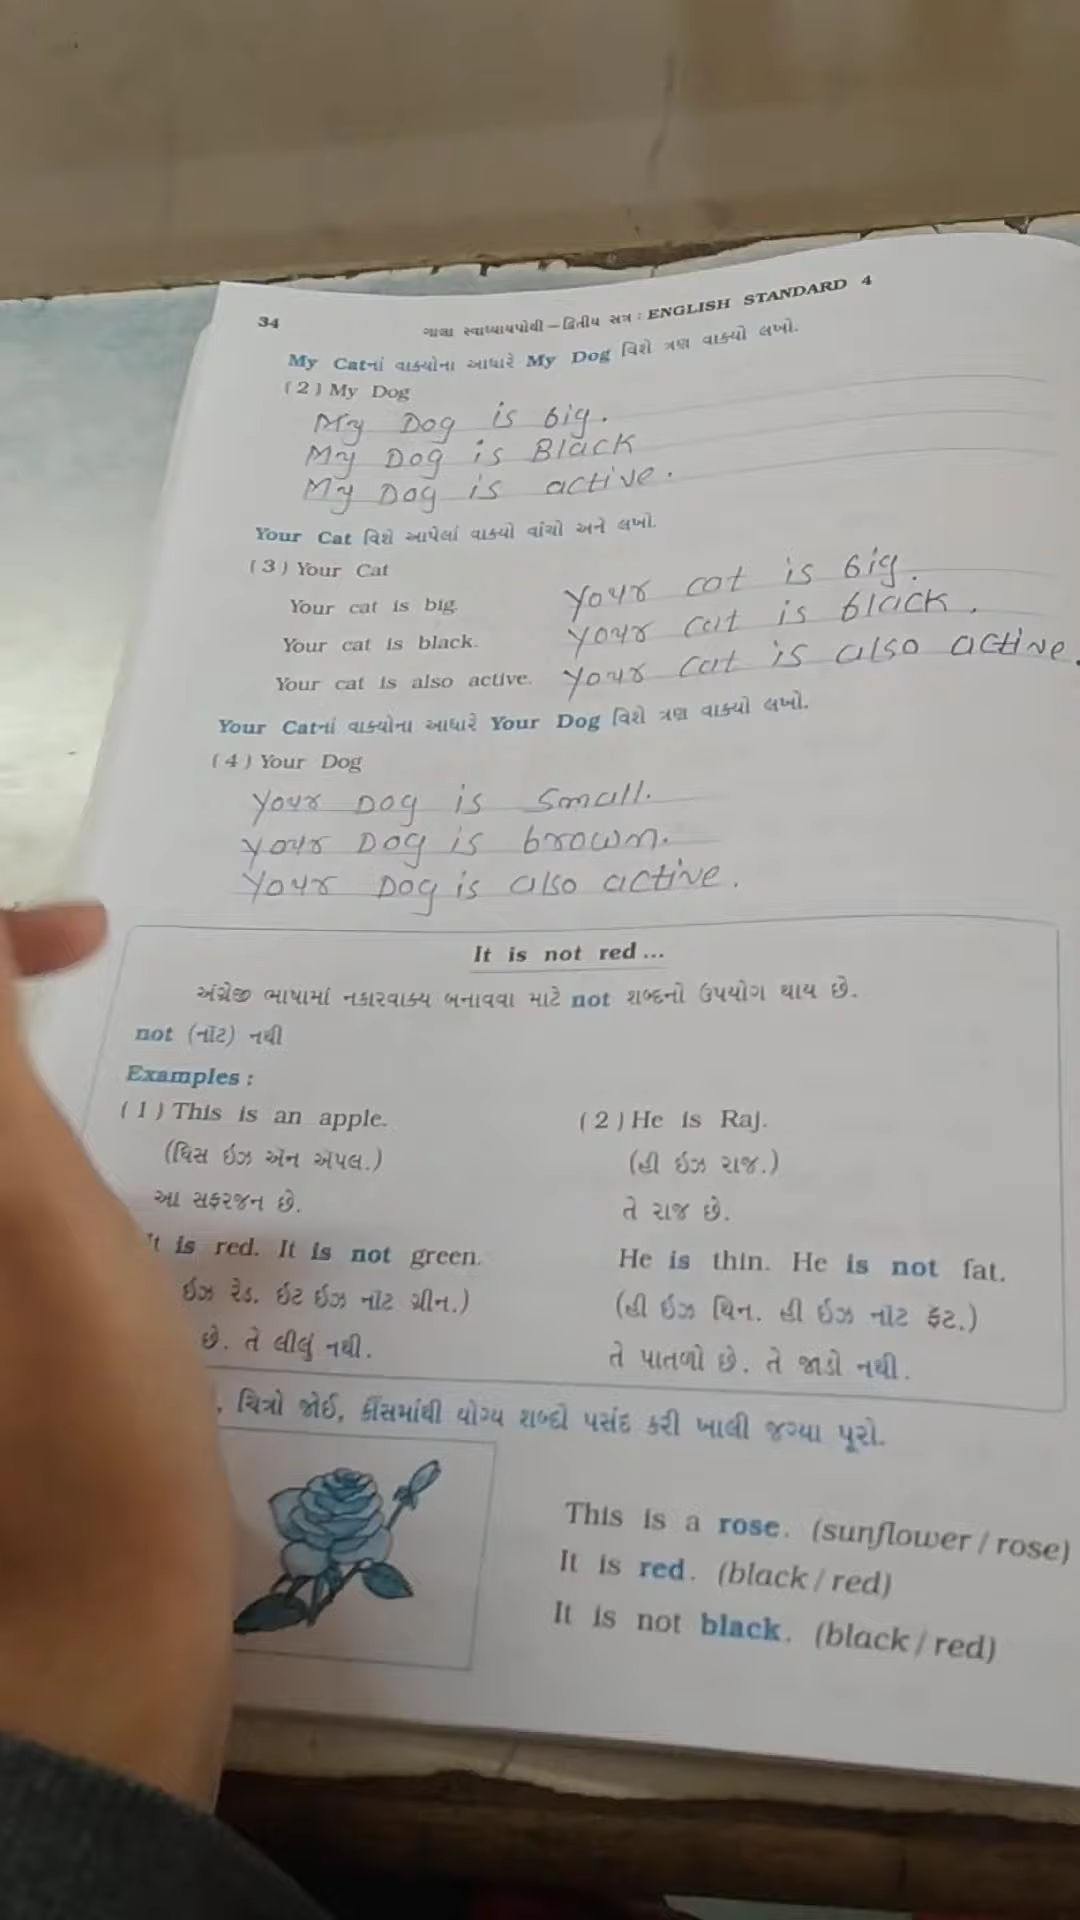 34
ગાલા સ્વાધ્યાયપોથી – દ્વિતીય સત્ર : ENGLISH STANDARD 4
My Catનાં વાક્યોના આધારે My Dog વિશે ત્રણ વાક્યો લખો.
(2) My Dog
My Dog is big.
My Dog is Black
My Dog is active.
Your Cat વિશે આપેલાં વાક્યો વાંચો અને લખો.
(3) Your Cat
Your cat is big. Your cat is big.
Your cat is black. Your cat is black.
Your cat is also active. Your cat is also active.
Your Catનાં વાક્યોના આધારે Your Dog વિશે ત્રણ વાક્યો લખો.
(4) Your Dog
Your Dog is small.
Your Dog is brown.
Your Dog is also active.
It is not red...
અંગ્રેજી ભાષામાં નકારવાક્ય બનાવવા માટે not શબ્દનો ઉપયોગ થાય છે.
not (નૉટ) નથી
Examples :
(1) This is an apple. (2) He is Raj.
(ધિસ ઇઝ ઍન ઍપલ.) (હી ઇઝ રાજ.)
આ સફરજન છે. તે રાજ છે.
It is red. It is not green. He is thin. He is not fat.
ઇઝ રેડ. ઇટ ઇઝ નૉટ ગ્રીન.) (હી ઇઝ થિન. હી ઇઝ નૉટ ફૅટ.)
છે. તે લીલું નથી. તે પાતળો છે. તે જાડો નથી.
, ચિત્રો જોઈ, કૌંસમાંથી યોગ્ય શબ્દો પસંદ કરી ખાલી જગ્યા પૂરો.
This is a rose. (sunflower / rose)
It is red. (black / red)
It is not black. (black / red)